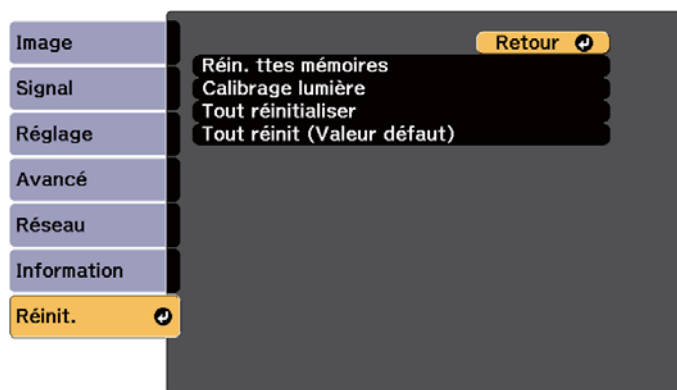 Image
Signal
Réglage
Avancé
Réseau
Information
Réinit.
Retour
Réin. ttes mémoires
Calibrage lumière
Tout réinitialiser
Tout réinit (Valeur défaut)